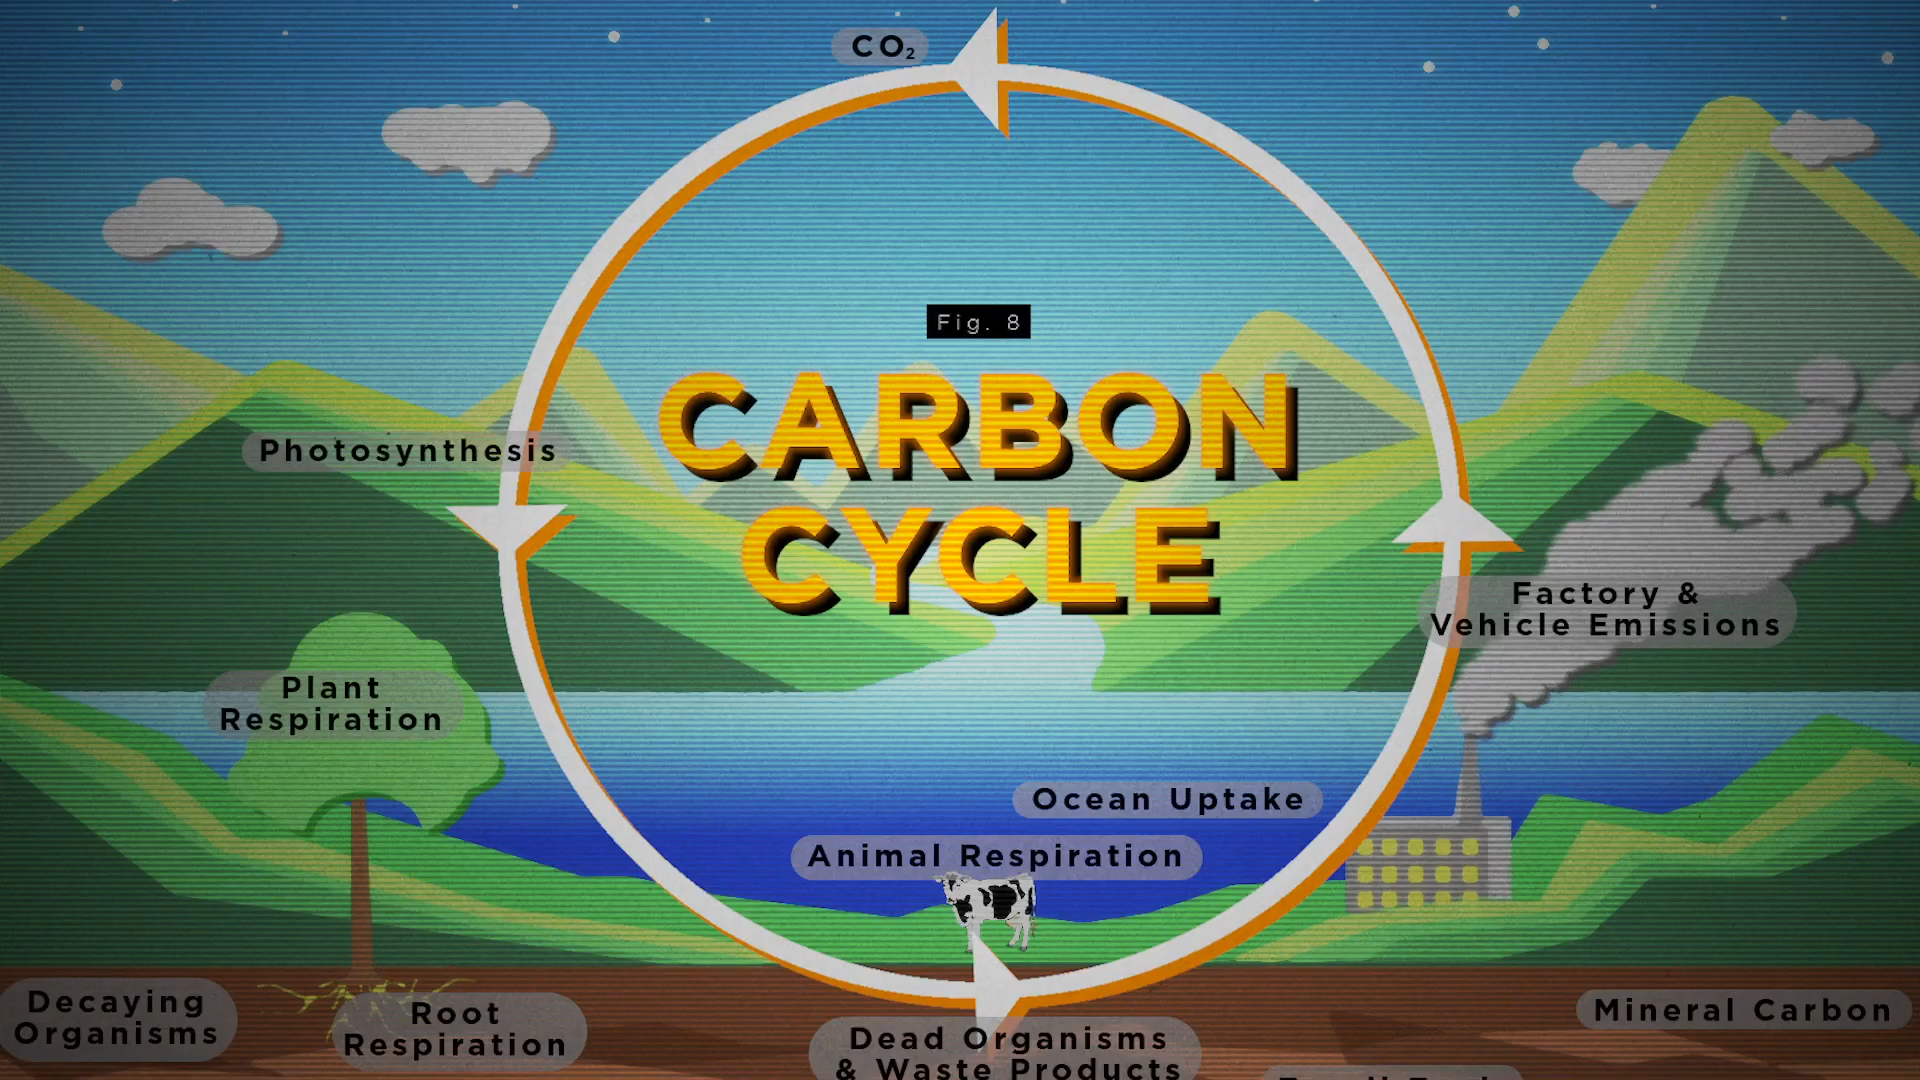 CO₂
Fig. 8
CARBON
CYCLE
Photosynthesis
Factory &
Vehicle Emissions
Plant
Respiration
Ocean Uptake
Animal Respiration
Decaying
Organisms
Root
Respiration
Dead Organisms
& Waste Products
Mineral Carbon